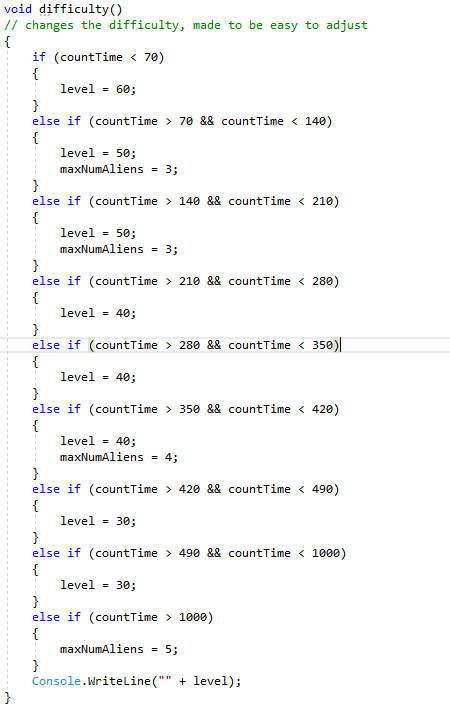 void difficulty()
// changes the difficulty, made to be easy to adjust
{
if (countTime < 70)
{
level = 60;
}
else if (countTime > 70 && countTime < 140)
{
level = 50;
maxNumAliens = 3;
}
else if (countTime > 140 && countTime < 210)
{
level = 50;
maxNumAliens = 3;
}
else if (countTime > 210 && countTime < 280)
{
level = 40;
}
else if (countTime > 280 && countTime < 350)
{
level = 40;
}
else if (countTime > 350 && countTime < 420)
{
level = 40;
maxNumAliens = 4;
}
else if (countTime > 420 && countTime < 490)
{
level = 30;
}
else if (countTime > 490 && countTime < 1000)
{
level = 30;
}
else if (countTime > 1000)
{
maxNumAliens = 5;
}
Console.WriteLine("" + level);
}